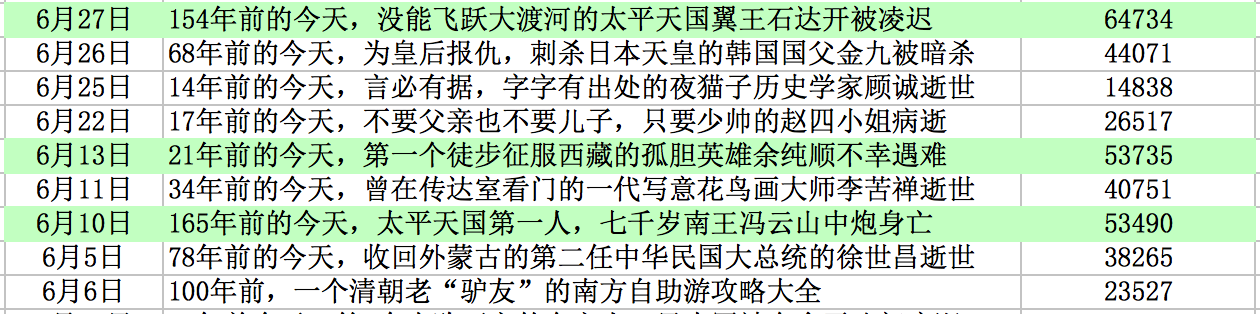 6月27日 154年前的今天，没能飞跃大渡河的太平天国翼王石达开被凌迟 64734
6月26日 68年前的今天，为皇后报仇，刺杀日本天皇的韩国国父金九被暗杀 44071
6月25日 14年前的今天，言必有据，字字有出处的夜猫子历史学家顾诚逝世 14838
6月22日 17年前的今天，不要父亲也不要儿子，只要少帅的赵四小姐病逝 26517
6月13日 21年前的今天，第一个徒步征服西藏的孤胆英雄余纯顺不幸遇难 53735
6月11日 34年前的今天，曾在传达室看门的一代写意花鸟画大师李苦禅逝世 40751
6月10日 165年前的今天，太平天国第一人，七千岁南王冯云山中炮身亡 53490
6月5日 78年前的今天，收回外蒙古的第二任中华民国大总统的徐世昌逝世 38265
6月6日 100年前，一个清朝老“驴友”的南方自助游攻略大全 23527